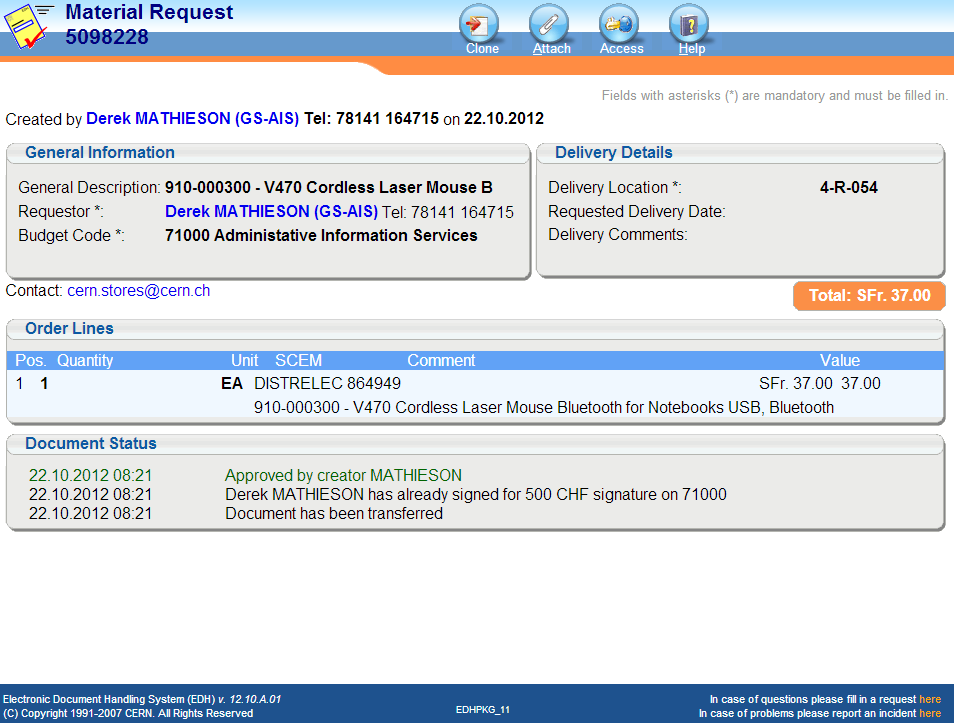 Material Request
5098228
Clone Attach Access Help
Fields with asterisks (*) are mandatory and must be filled in.
Created by Derek MATHIESON (GS-AIS) Tel: 78141 164715 on 22.10.2012
General Information
General Description: 910-000300 - V470 Cordless Laser Mouse B
Requestor *: Derek MATHIESON (GS-AIS) Tel: 78141 164715
Budget Code *: 71000 Administative Information Services
Delivery Details
Delivery Location *: 4-R-054
Requested Delivery Date:
Delivery Comments:
Contact: cern.stores@cern.ch
Total: SFr. 37.00
Order Lines
Pos. Quantity Unit SCEM Comment Value
1 1 EA DISTRELEC 864949 SFr. 37.00 37.00
910-000300 - V470 Cordless Laser Mouse Bluetooth for Notebooks USB, Bluetooth
Document Status
22.10.2012 08:21 Approved by creator MATHIESON
22.10.2012 08:21 Derek MATHIESON has already signed for 500 CHF signature on 71000
22.10.2012 08:21 Document has been transferred
Electronic Document Handling System (EDH) v. 12.10.A.01
(C) Copyright 1991-2007 CERN. All Rights Reserved
EDHPKG_11
In case of questions please fill in a request here
In case of problems please report an incident here